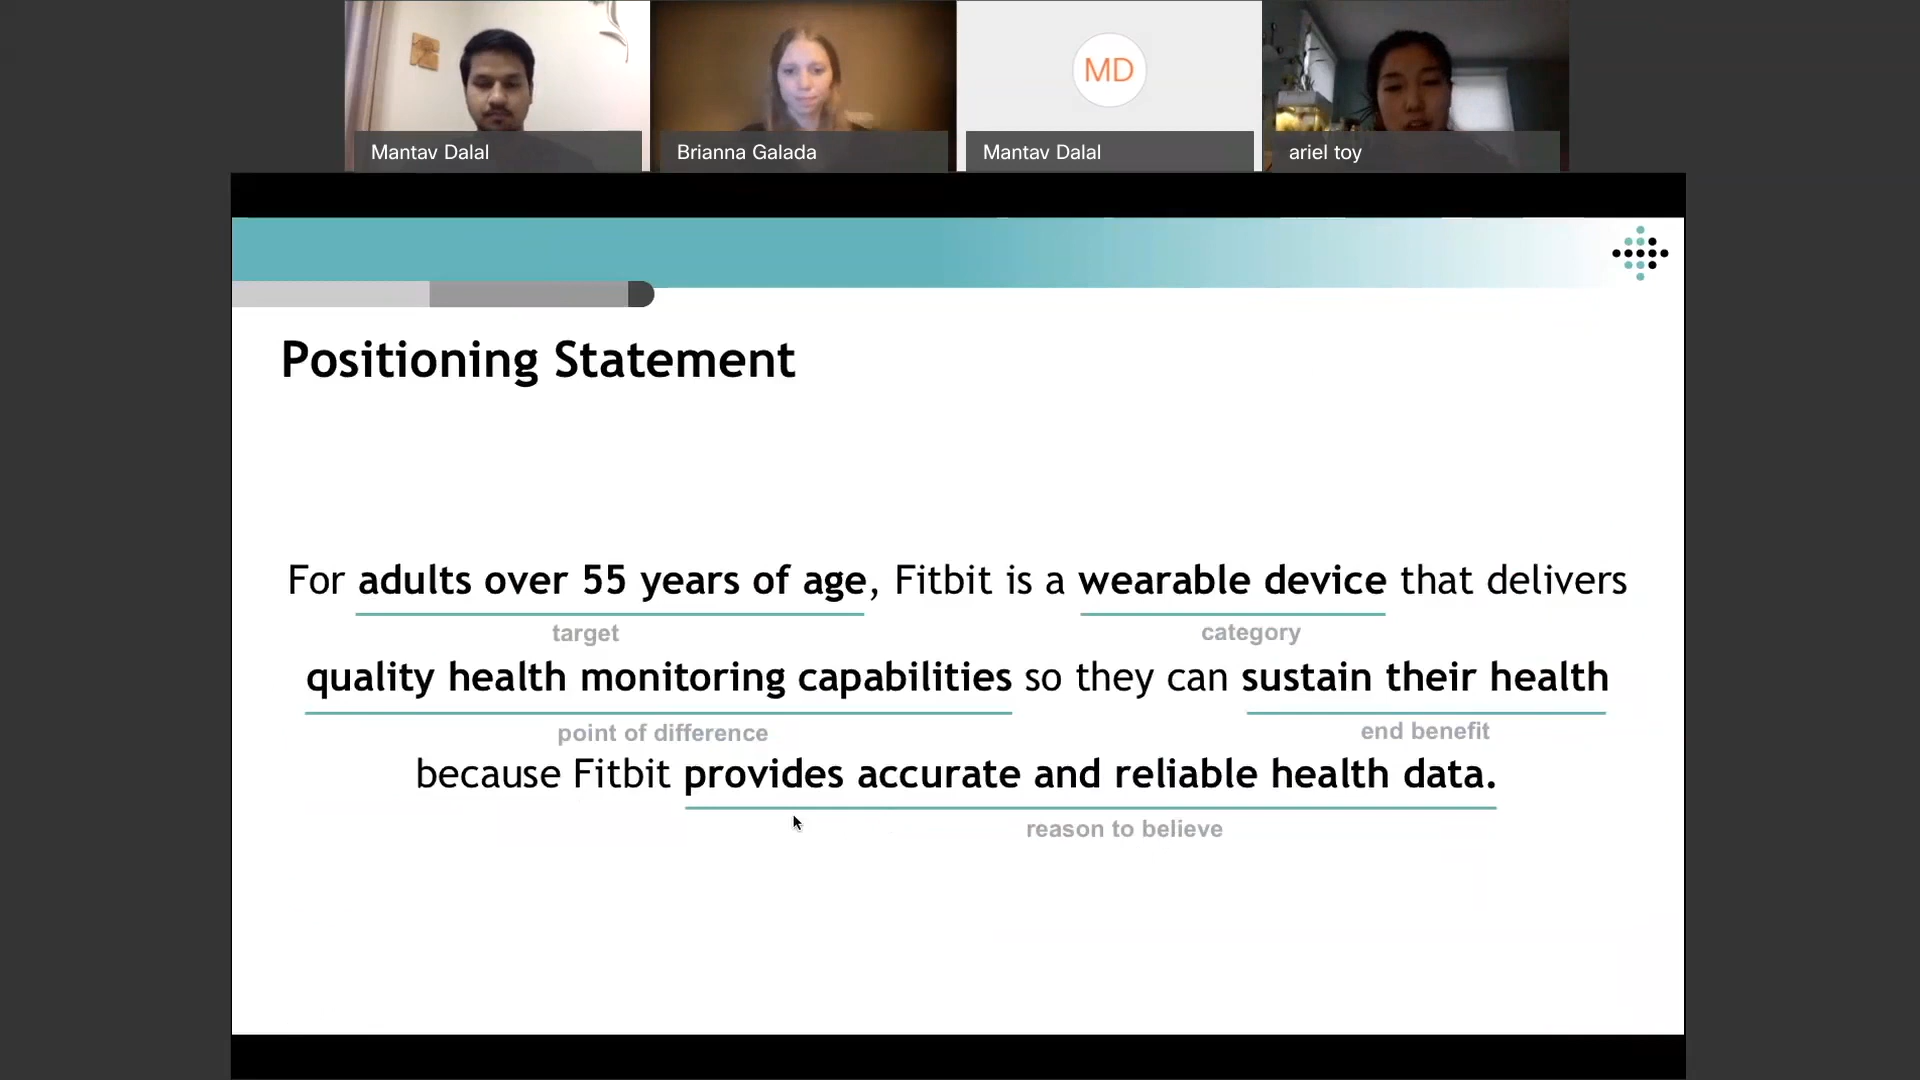 Mantav Dalal
Brianna Galada
MD
Mantav Dalal
ariel toy
Positioning Statement
For adults over 55 years of age, Fitbit is a wearable device that delivers
target category
quality health monitoring capabilities so they can sustain their health
point of difference end benefit
because Fitbit provides accurate and reliable health data.
reason to believe